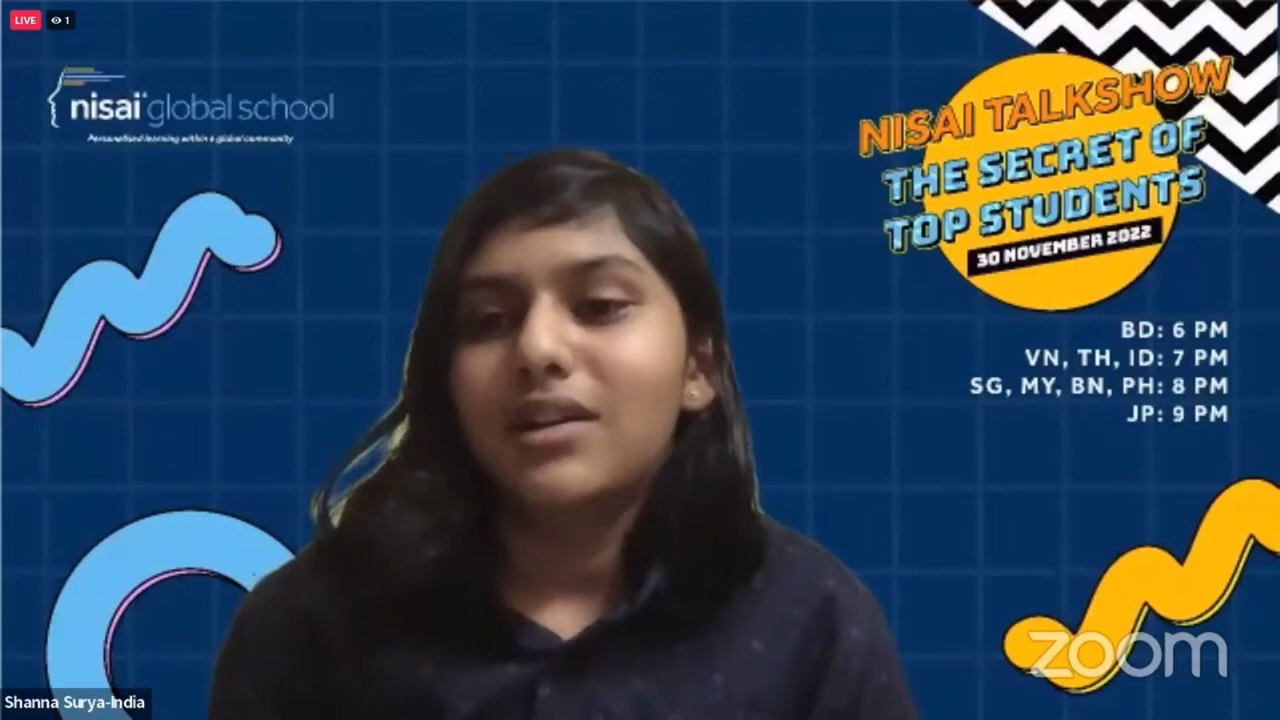 LIVE 1
nisai global school
Personalised learning within a global community
NISAI TALKSHOW
THE SECRET OF
TOP STUDENTS
30 NOVEMBER 2022
BD: 6 PM
VN, TH, ID: 7 PM
SG, MY, BN, PH: 8 PM
JP: 9 PM
zoom
Shanna Surya-India